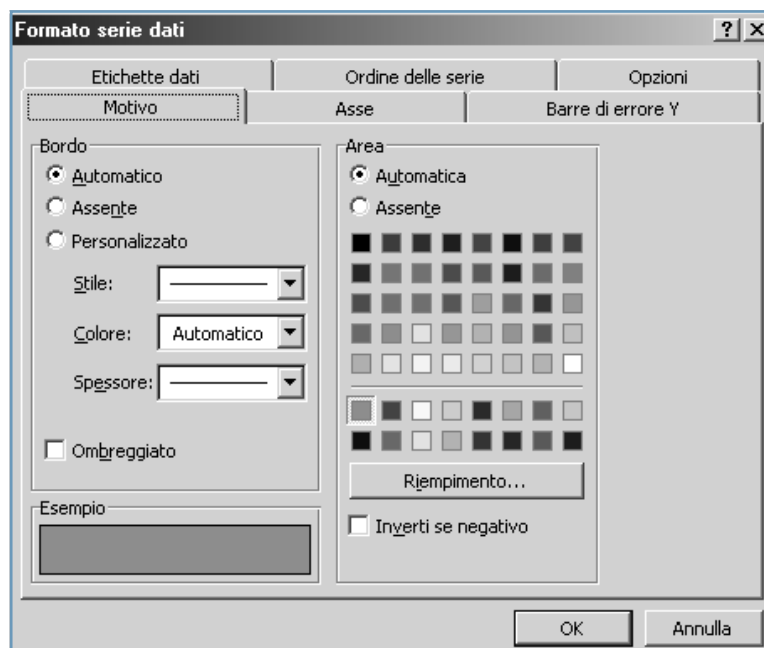 Formato serie dati
Etichette dati
Ordine delle serie
Opzioni
Motivo
Asse
Barre di errore Y
Bordo
Automatico
Assente
Personalizzato
Stile:
Colore: Automatico
Spessore:
Ombreggiato
Esempio
Area
Automatica
Assente
Riempimento...
Inverti se negativo
OK
Annulla